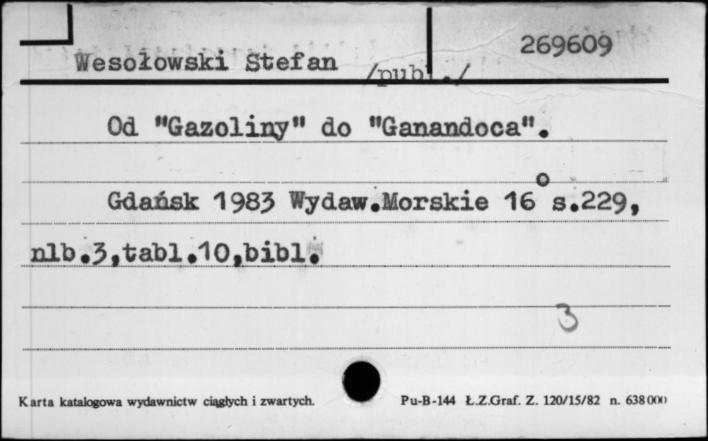 Wesołowski Stefan /publ./ 269609
Od "Gazoliny" do "Ganandoca".
Gdańsk 1983 Wydaw.Morskie 16° s.229,
nlb.3,tabl.10,bibl.
3
Karta katalogowa wydawnictw ciągłych i zwartych. Pu-B-144 Ł.Z.Graf. Z. 120/15/82 n. 638000